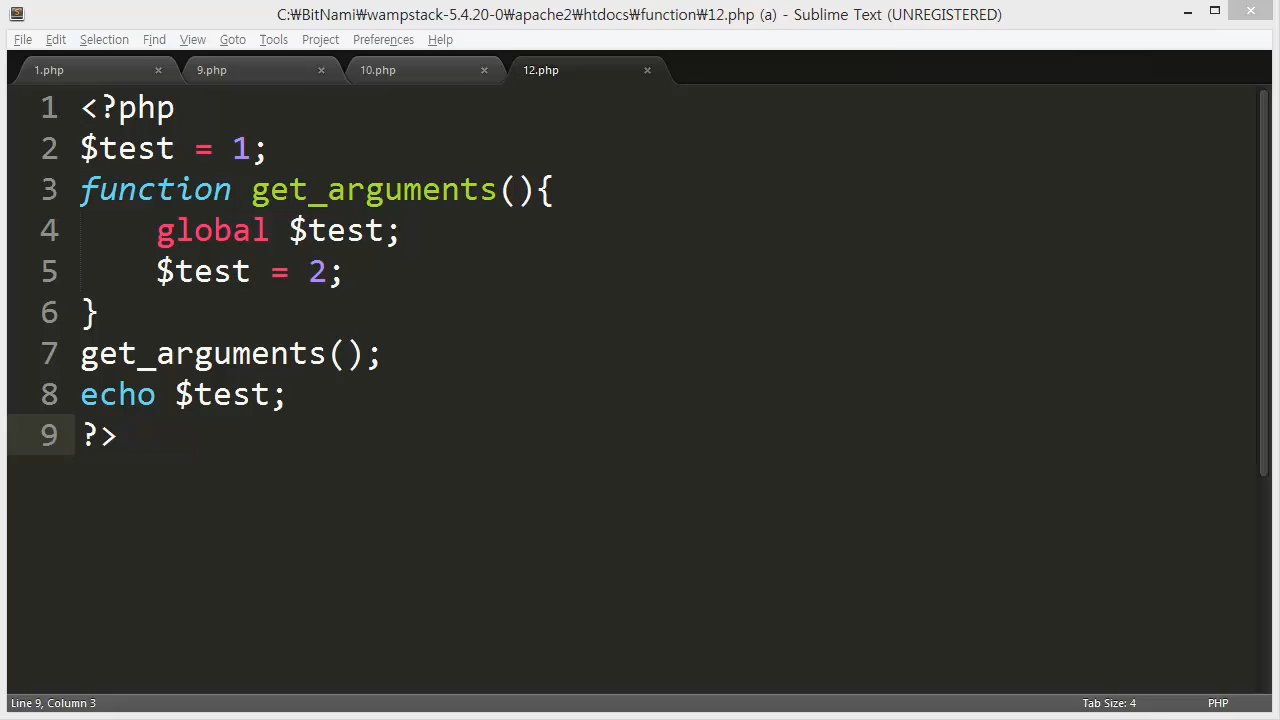 C:₩BitNami₩wampstack-5.4.20-0₩apache2₩htdocs₩function₩12.php (a) - Sublime Text (UNREGISTERED)
File Edit Selection Find View Goto Tools Project Preferences Help
1.php × 9.php × 10.php × 12.php ×
1 <?php
2 $test = 1;
3 function get_arguments(){
4     global $test;
5     $test = 2;
6 }
7 get_arguments();
8 echo $test;
9 ?>
Line 9, Column 3 Tab Size: 4 PHP